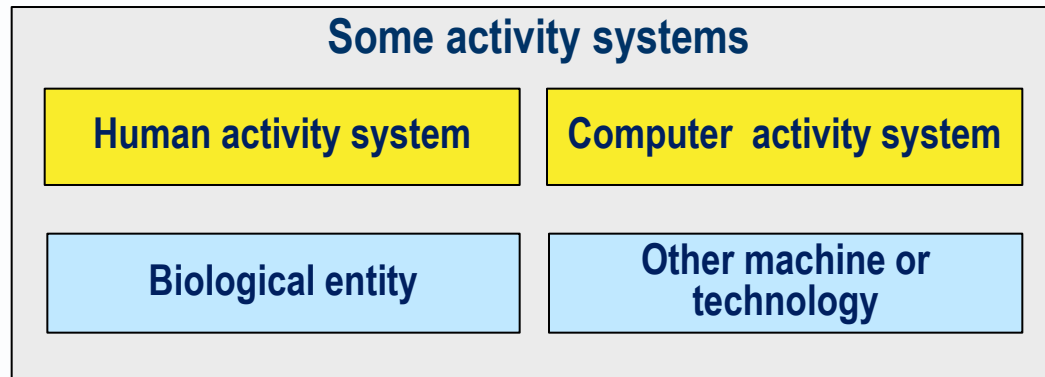 Some activity systems
Human activity system
Computer activity system
Biological entity
Other machine or
technology